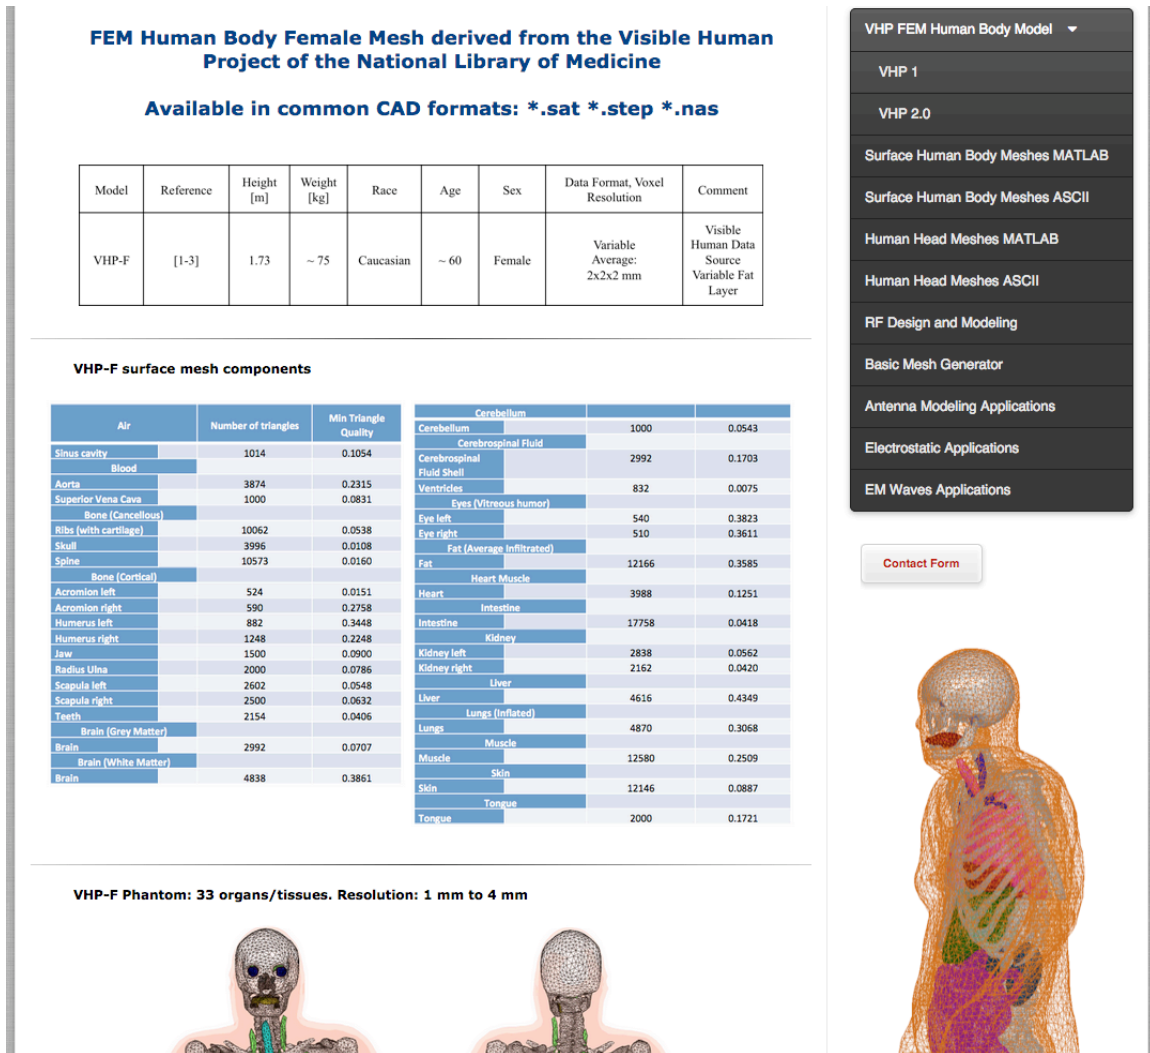 FEM Human Body Female Mesh derived from the Visible Human
Project of the National Library of Medicine
Available in common CAD formats: *.sat *.step *.nas
Model Reference Height [m] Weight [kg] Race Age Sex Data Format, Voxel Resolution Comment
VHP-F [1-3] 1.73 ~ 75 Caucasian ~ 60 Female Variable Average: 2x2x2 mm Visible Human Data Source Variable Fat Layer
VHP-F surface mesh components
Air Number of triangles Min Triangle Quality
Sinus cavity 1014 0.1054
Blood
Aorta 3874 0.2315
Superior Vena Cava 1000 0.0831
Bone (Cancellous)
Ribs (with cartilage) 10062 0.0538
Skull 3996 0.0108
Spine 10573 0.0160
Bone (Cortical)
Acromion left 524 0.0151
Acromion right 590 0.2758
Humerus left 882 0.3448
Humerus right 1248 0.2248
Jaw 1500 0.0900
Radius Ulna 2000 0.0786
Scapula left 2602 0.0548
Scapula right 2500 0.0632
Teeth 2154 0.0406
Brain (Grey Matter)
Brain 2992 0.0707
Brain (White Matter)
Brain 4838 0.3861
Cerebellum
Cerebellum 1000 0.0543
Cerebrospinal Fluid
Cerebrospinal Fluid Shell 2992 0.1703
Ventricles 832 0.0075
Eyes (Vitreous humor)
Eye left 540 0.3823
Eye right 510 0.3611
Fat (Average Infiltrated)
Fat 12166 0.3585
Heart Muscle
Heart 3988 0.1251
Intestine
Intestine 17758 0.0418
Kidney
Kidney left 2838 0.0562
Kidney right 2162 0.0420
Liver
Liver 4616 0.4349
Lungs (Inflated)
Lungs 4870 0.3068
Muscle
Muscle 12580 0.2509
Skin
Skin 12146 0.0887
Tongue
Tongue 2000 0.1721
VHP-F Phantom: 33 organs/tissues. Resolution: 1 mm to 4 mm
VHP FEM Human Body Model
VHP 1
VHP 2.0
Surface Human Body Meshes MATLAB
Surface Human Body Meshes ASCII
Human Head Meshes MATLAB
Human Head Meshes ASCII
RF Design and Modeling
Basic Mesh Generator
Antenna Modeling Applications
Electrostatic Applications
EM Waves Applications
Contact Form